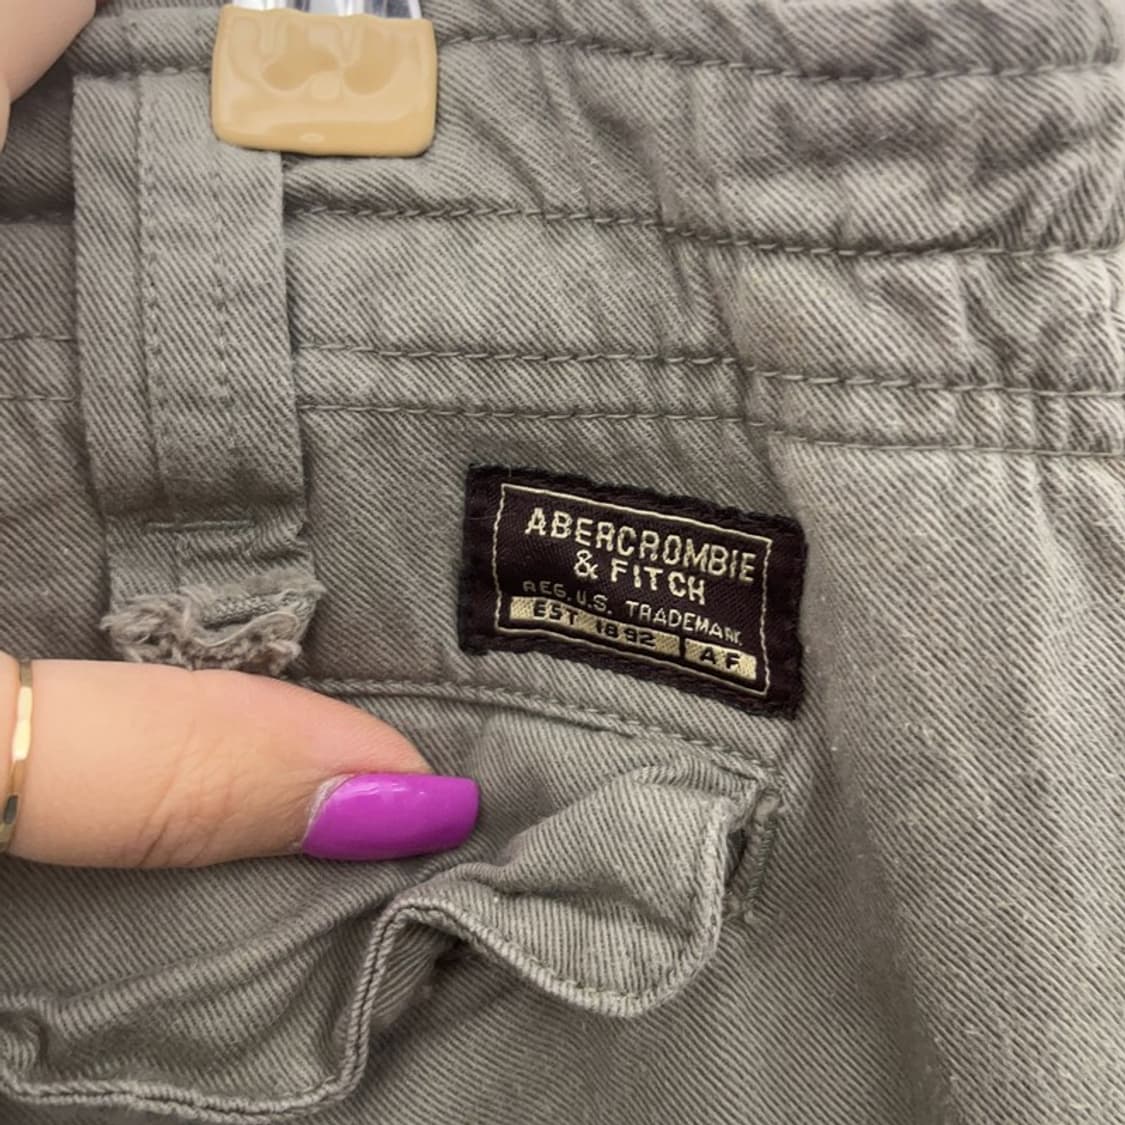 ABERCROMBIE
& FITCH
REG. U.S. TRADEMARK
EST 1892 AF